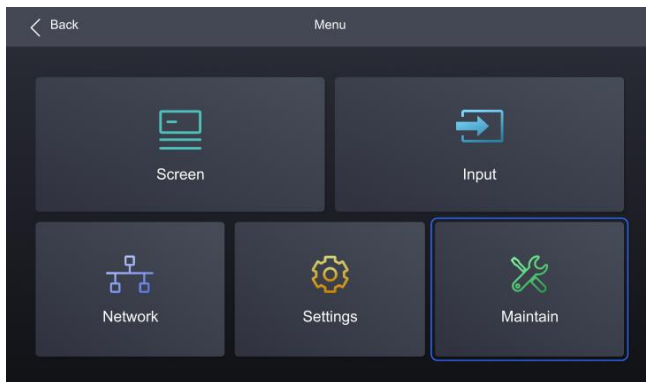 Back
Menu
Screen
Input
Network
Settings
Maintain